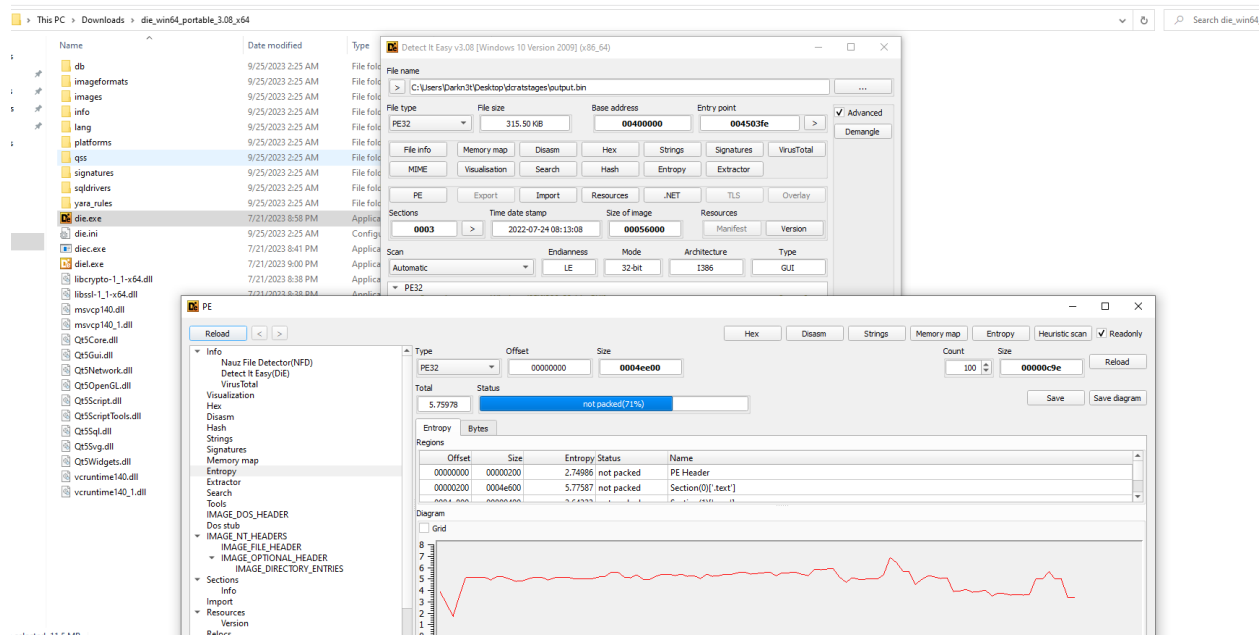 This PC > Downloads > die_win64_portable_3.08_x64
Search die_win64
Name Date modified Type
db 9/25/2023 2:25 AM File fold
imageformats 9/25/2023 2:25 AM File fold
images 9/25/2023 2:25 AM File fold
info 9/25/2023 2:25 AM File fold
lang 9/25/2023 2:25 AM File fold
platforms 9/25/2023 2:25 AM File fold
qss 9/25/2023 2:25 AM File fold
signatures 9/25/2023 2:25 AM File fold
sqldrivers 9/25/2023 2:25 AM File fold
yara_rules 9/25/2023 2:25 AM File fold
die.exe 7/21/2023 8:58 PM Applica
die.ini 9/25/2023 2:25 AM Configu
diec.exe 7/21/2023 8:41 PM Applica
diel.exe 7/21/2023 9:00 PM Applica
libcrypto-1_1-x64.dll 7/21/2023 8:38 PM Applica
libssl-1_1-x64.dll 7/21/2023 8:38 PM Applica
msvcp140.dll
msvcp140_1.dll
Qt5Core.dll
Qt5Gui.dll
Qt5Network.dll
Qt5OpenGL.dll
Qt5Script.dll
Qt5ScriptTools.dll
Qt5Sql.dll
Qt5Svg.dll
Qt5Widgets.dll
vcruntime140.dll
vcruntime140_1.dll
Detect It Easy v3.08 [Windows 10 Version 2009] (x86_64)
File name
> C:\Users\Darkn3t\Desktop\dcratstages\output.bin ...
File type File size Base address Entry point
PE32 315.50 KiB 00400000 004503fe >
Advanced
Demangle
File info Memory map Disasm Hex Strings Signatures VirusTotal
MIME Visualisation Search Hash Entropy Extractor
PE Export Import Resources .NET TLS Overlay
Sections Time date stamp Size of image Resources
0003 > 2022-07-24 08:13:08 00056000 Manifest Version
Scan Endianness Mode Architecture Type
Automatic LE 32-bit I386 GUI
PE32
PE
Reload < > Hex Disasm Strings Memory map Entropy Heuristic scan Readonly
Info
Nauz File Detector(NFD)
Detect It Easy(DiE)
VirusTotal
Visualization
Hex
Disasm
Hash
Strings
Signatures
Memory map
Entropy
Extractor
Search
Tools
IMAGE_DOS_HEADER
Dos stub
IMAGE_NT_HEADERS
IMAGE_FILE_HEADER
IMAGE_OPTIONAL_HEADER
IMAGE_DIRECTORY_ENTRIES
Sections
Info
Import
Resources
Version
Relocs
Type Offset Size Count Size
PE32 00000000 0004ee00 100 00000c9e Reload
Total Status
5.75978 not packed(71%) Save Save diagram
Entropy Bytes
Regions
Offset Size Entropy Status Name
00000000 00000200 2.74986 not packed PE Header
00000200 0004e600 5.77587 not packed Section(0)['.text']
Diagram
Grid
8
7
6
5
4
3
2
1
0